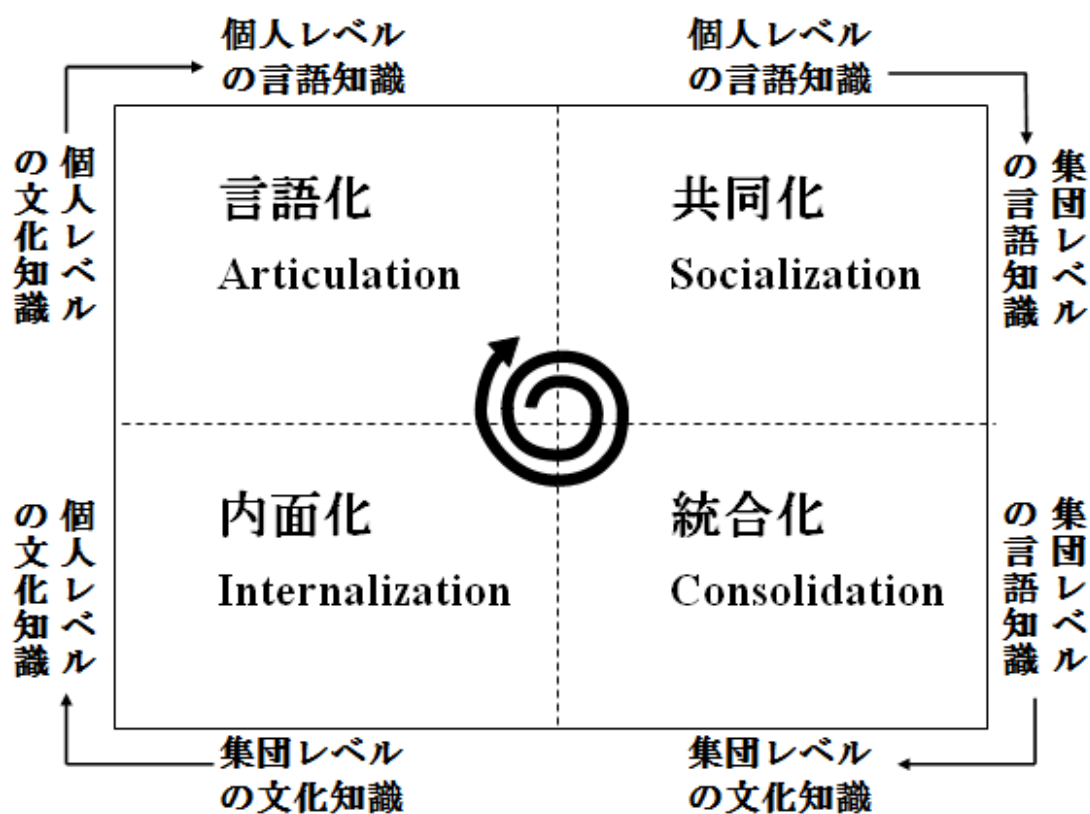 個人レベル
の言語知識
個人レベル
の言語知識
個人レベル
の文化知識
言語化
Articulation
共同化
Socialization
集団レベル
の言語知識
個人レベル
の文化知識
内面化
Internalization
統合化
Consolidation
集団レベル
の言語知識
集団レベル
の文化知識
集団レベル
の文化知識